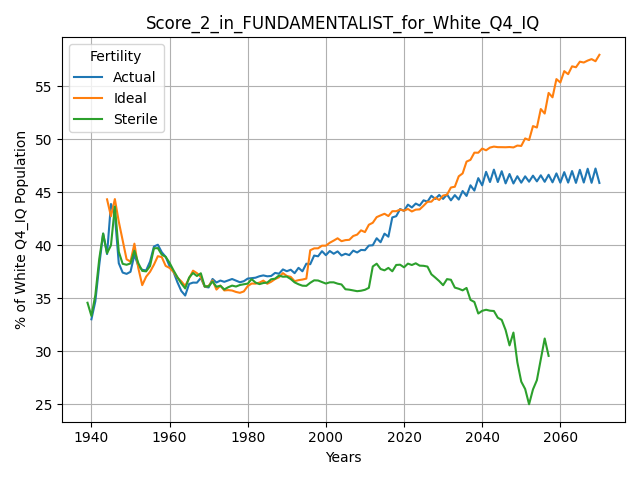 Score_2_in_FUNDAMENTALIST_for_White_Q4_IQ
Fertility
Actual
Ideal
Sterile
% of White Q4_IQ Population
55
50
45
40
35
30
25
1940 1960 1980 2000 2020 2040 2060
Years